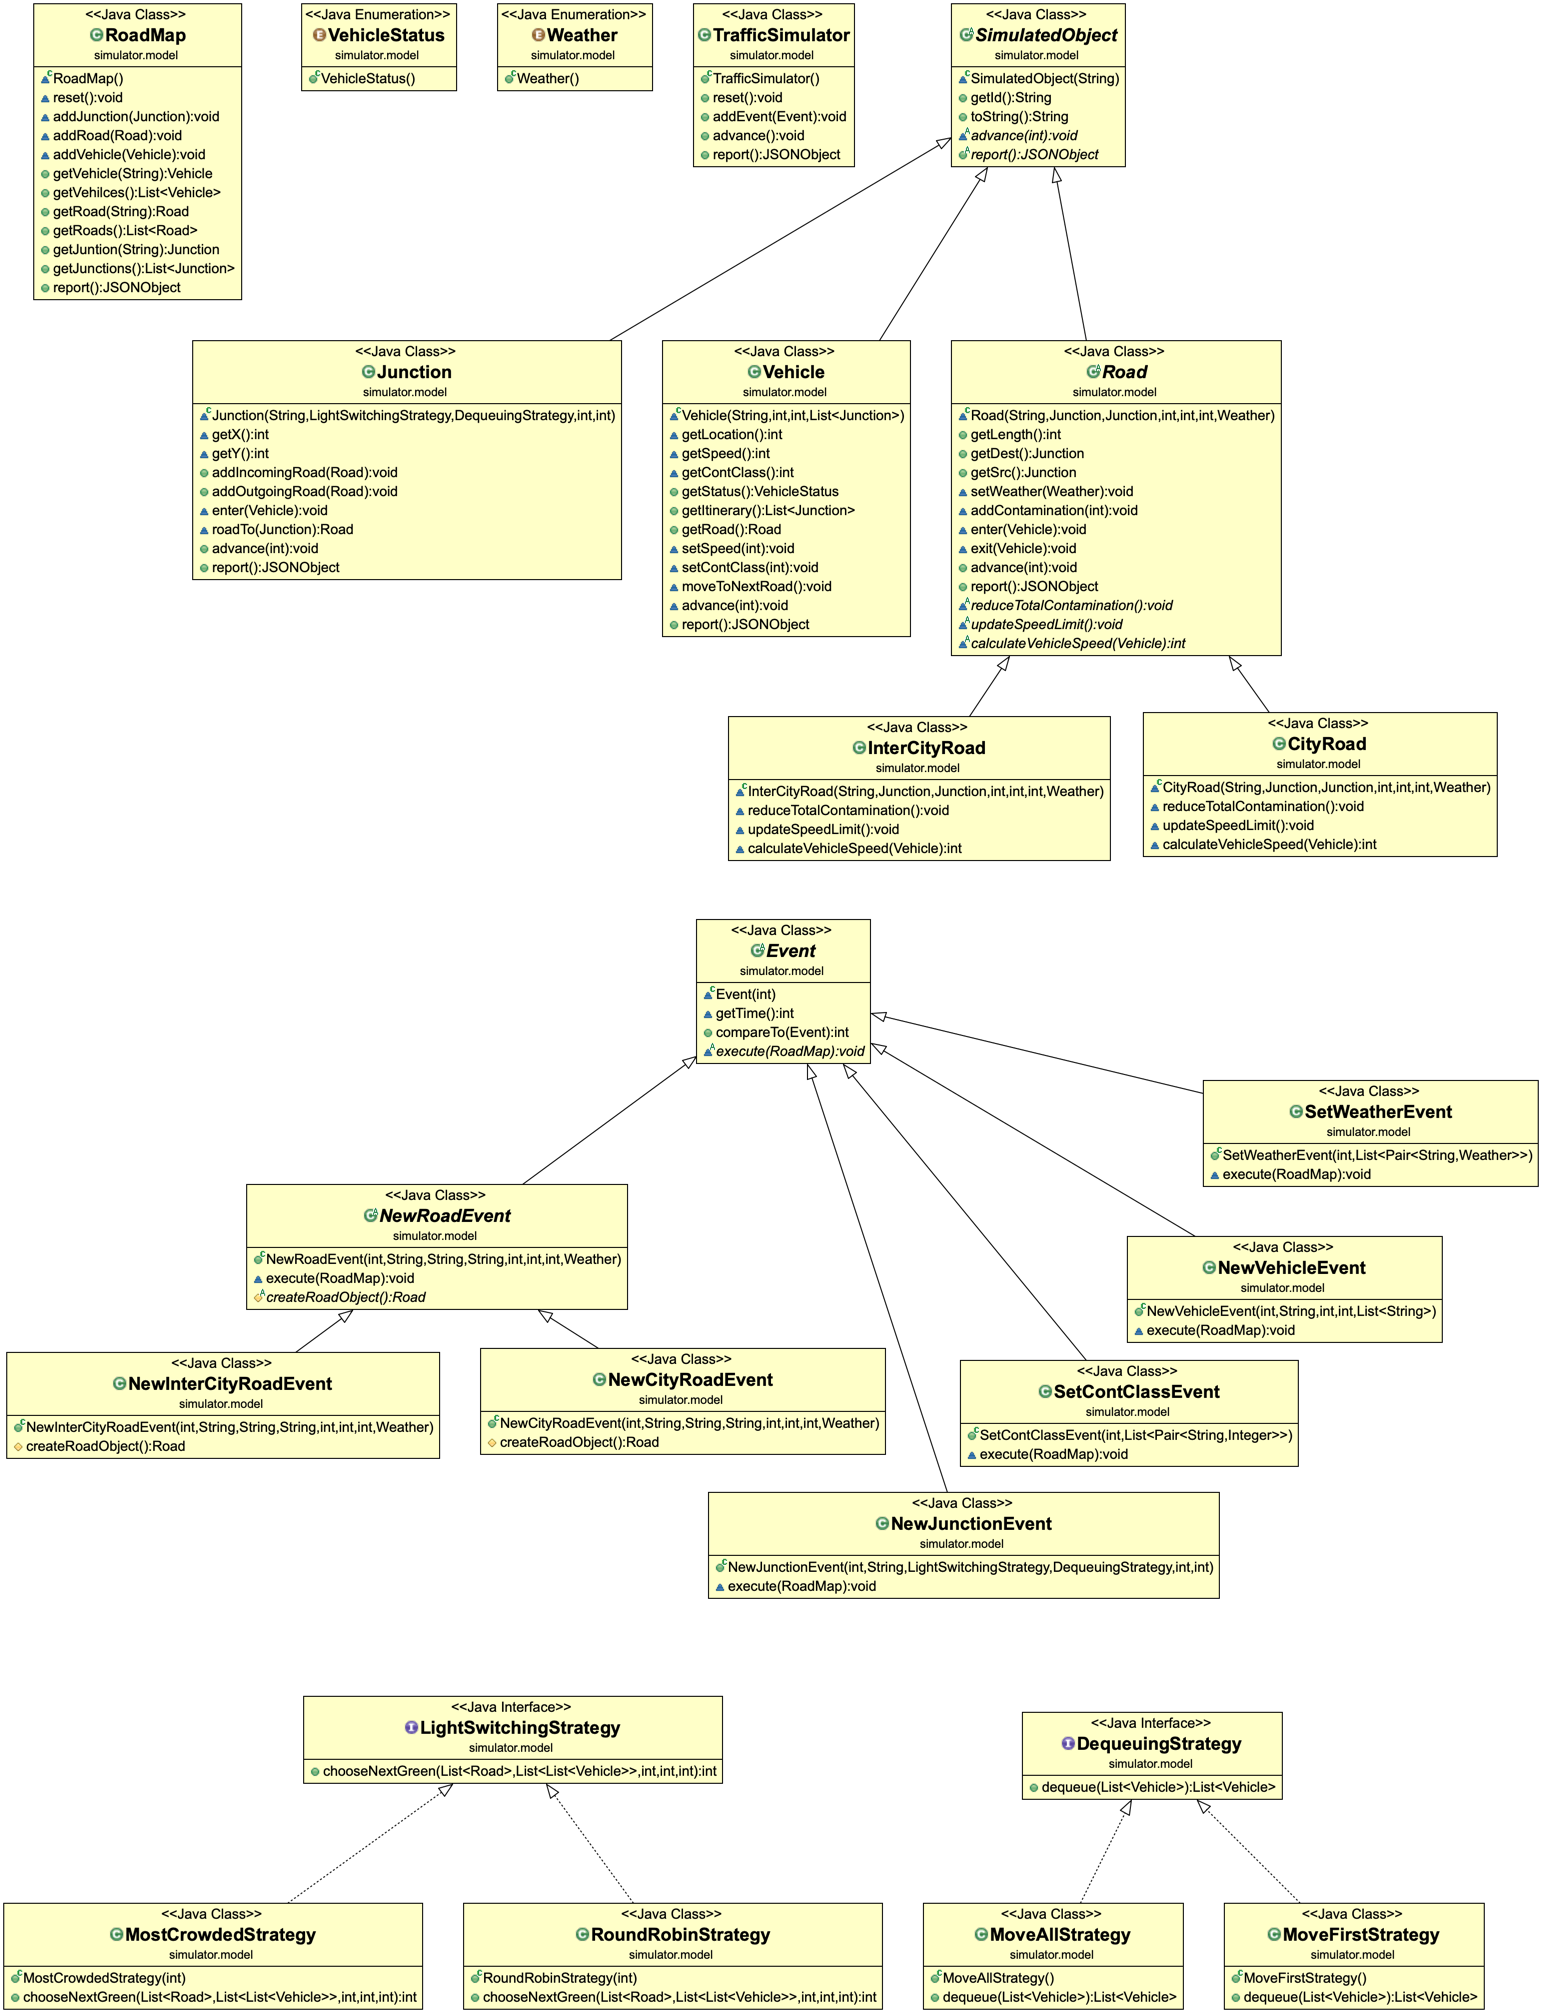 <<Java Class>>
RoadMap
simulator.model
RoadMap()
reset():void
addJunction(Junction):void
addRoad(Road):void
addVehicle(Vehicle):void
getVehicle(String):Vehicle
getVehilces():List<Vehicle>
getRoad(String):Road
getRoads():List<Road>
getJuntion(String):Junction
getJunctions():List<Junction>
report():JSONObject
<<Java Enumeration>>
VehicleStatus
simulator.model
VehicleStatus()
<<Java Enumeration>>
Weather
simulator.model
Weather()
<<Java Class>>
TrafficSimulator
simulator.model
TrafficSimulator()
reset():void
addEvent(Event):void
advance():void
report():JSONObject
<<Java Class>>
SimulatedObject
simulator.model
SimulatedObject(String)
getId():String
toString():String
advance(int):void
report():JSONObject
<<Java Class>>
Junction
simulator.model
Junction(String,LightSwitchingStrategy,DequeuingStrategy,int,int)
getX():int
getY():int
addIncomingRoad(Road):void
addOutgoingRoad(Road):void
enter(Vehicle):void
roadTo(Junction):Road
advance(int):void
report():JSONObject
<<Java Class>>
Vehicle
simulator.model
Vehicle(String,int,int,List<Junction>)
getLocation():int
getSpeed():int
getContClass():int
getStatus():VehicleStatus
getItinerary():List<Junction>
getRoad():Road
setSpeed(int):void
setContClass(int):void
moveToNextRoad():void
advance(int):void
report():JSONObject
<<Java Class>>
Road
simulator.model
Road(String,Junction,Junction,int,int,int,Weather)
getLength():int
getDest():Junction
getSrc():Junction
setWeather(Weather):void
addContamination(int):void
enter(Vehicle):void
exit(Vehicle):void
advance(int):void
report():JSONObject
reduceTotalContamination():void
updateSpeedLimit():void
calculateVehicleSpeed(Vehicle):int
<<Java Class>>
InterCityRoad
simulator.model
InterCityRoad(String,Junction,Junction,int,int,int,Weather)
reduceTotalContamination():void
updateSpeedLimit():void
calculateVehicleSpeed(Vehicle):int
<<Java Class>>
CityRoad
simulator.model
CityRoad(String,Junction,Junction,int,int,int,Weather)
reduceTotalContamination():void
updateSpeedLimit():void
calculateVehicleSpeed(Vehicle):int
<<Java Class>>
Event
simulator.model
Event(int)
getTime():int
compareTo(Event):int
execute(RoadMap):void
<<Java Class>>
SetWeatherEvent
simulator.model
SetWeatherEvent(int,List<Pair<String,Weather>>)
execute(RoadMap):void
<<Java Class>>
NewRoadEvent
simulator.model
NewRoadEvent(int,String,String,String,int,int,int,Weather)
execute(RoadMap):void
createRoadObject():Road
<<Java Class>>
NewVehicleEvent
simulator.model
NewVehicleEvent(int,String,int,int,List<String>)
execute(RoadMap):void
<<Java Class>>
NewInterCityRoadEvent
simulator.model
NewInterCityRoadEvent(int,String,String,String,int,int,int,Weather)
createRoadObject():Road
<<Java Class>>
NewCityRoadEvent
simulator.model
NewCityRoadEvent(int,String,String,String,int,int,int,Weather)
createRoadObject():Road
<<Java Class>>
SetContClassEvent
simulator.model
SetContClassEvent(int,List<Pair<String,Integer>>)
execute(RoadMap):void
<<Java Class>>
NewJunctionEvent
simulator.model
NewJunctionEvent(int,String,LightSwitchingStrategy,DequeuingStrategy,int,int)
execute(RoadMap):void
<<Java Interface>>
LightSwitchingStrategy
simulator.model
chooseNextGreen(List<Road>,List<List<Vehicle>>,int,int,int):int
<<Java Interface>>
DequeuingStrategy
simulator.model
dequeue(List<Vehicle>):List<Vehicle>
<<Java Class>>
MostCrowdedStrategy
simulator.model
MostCrowdedStrategy(int)
chooseNextGreen(List<Road>,List<List<Vehicle>>,int,int,int):int
<<Java Class>>
RoundRobinStrategy
simulator.model
RoundRobinStrategy(int)
chooseNextGreen(List<Road>,List<List<Vehicle>>,int,int,int):int
<<Java Class>>
MoveAllStrategy
simulator.model
MoveAllStrategy()
dequeue(List<Vehicle>):List<Vehicle>
<<Java Class>>
MoveFirstStrategy
simulator.model
MoveFirstStrategy()
dequeue(List<Vehicle>):List<Vehicle>